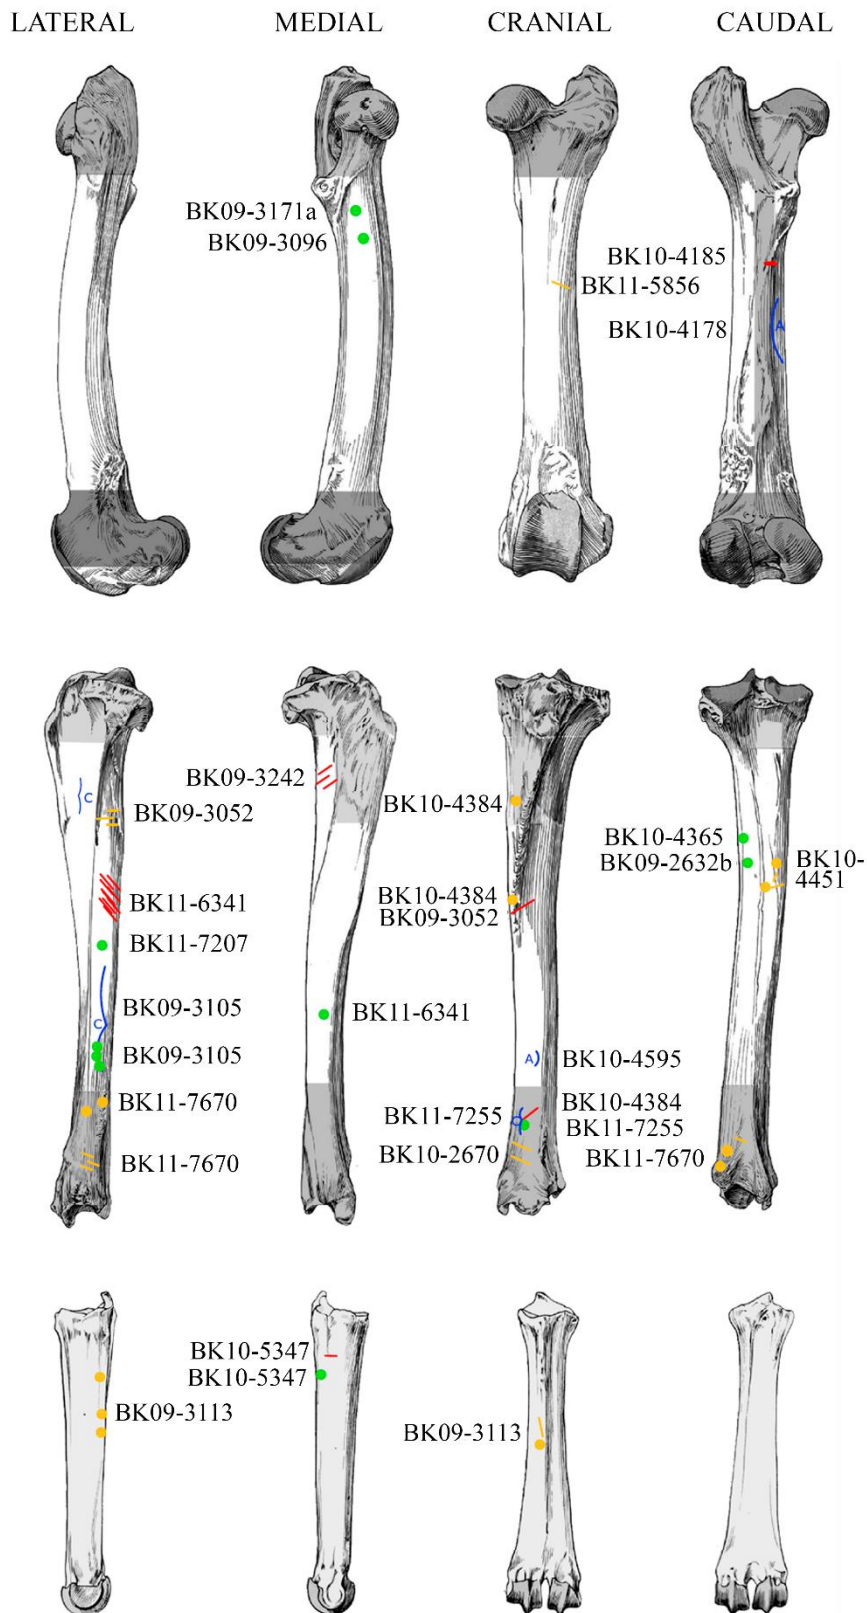 LATERAL MEDIAL CRANIAL CAUDAL
BK09-3171a
BK09-3096
BK10-4185
BK11-5856
BK10-4178
A
BK09-3242
C
BK09-3052
BK10-4384
BK10-4365
BK09-2632b
BK10-
4451
BK11-6341
BK10-4384
BK09-3052
BK11-7207
BK09-3105
C
BK11-6341
BK09-3105
A
BK10-4595
BK11-7670
BK10-4384
BK11-7255
BK11-7255
BK10-2670
BK11-7670
BK11-7670
BK10-5347
BK10-5347
BK09-3113
BK09-3113